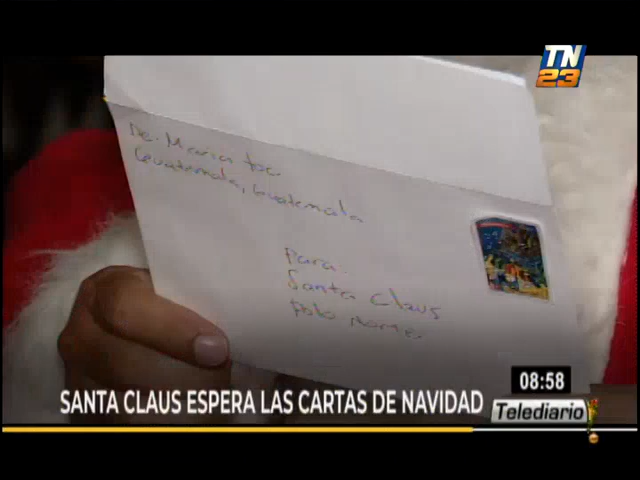 TN
23
De. Maria toc
Guatemala, Guatemala
Para.
Santa Claus
Polo Norte.
08:58
SANTA CLAUS ESPERA LAS CARTAS DE NAVIDAD
Telediario